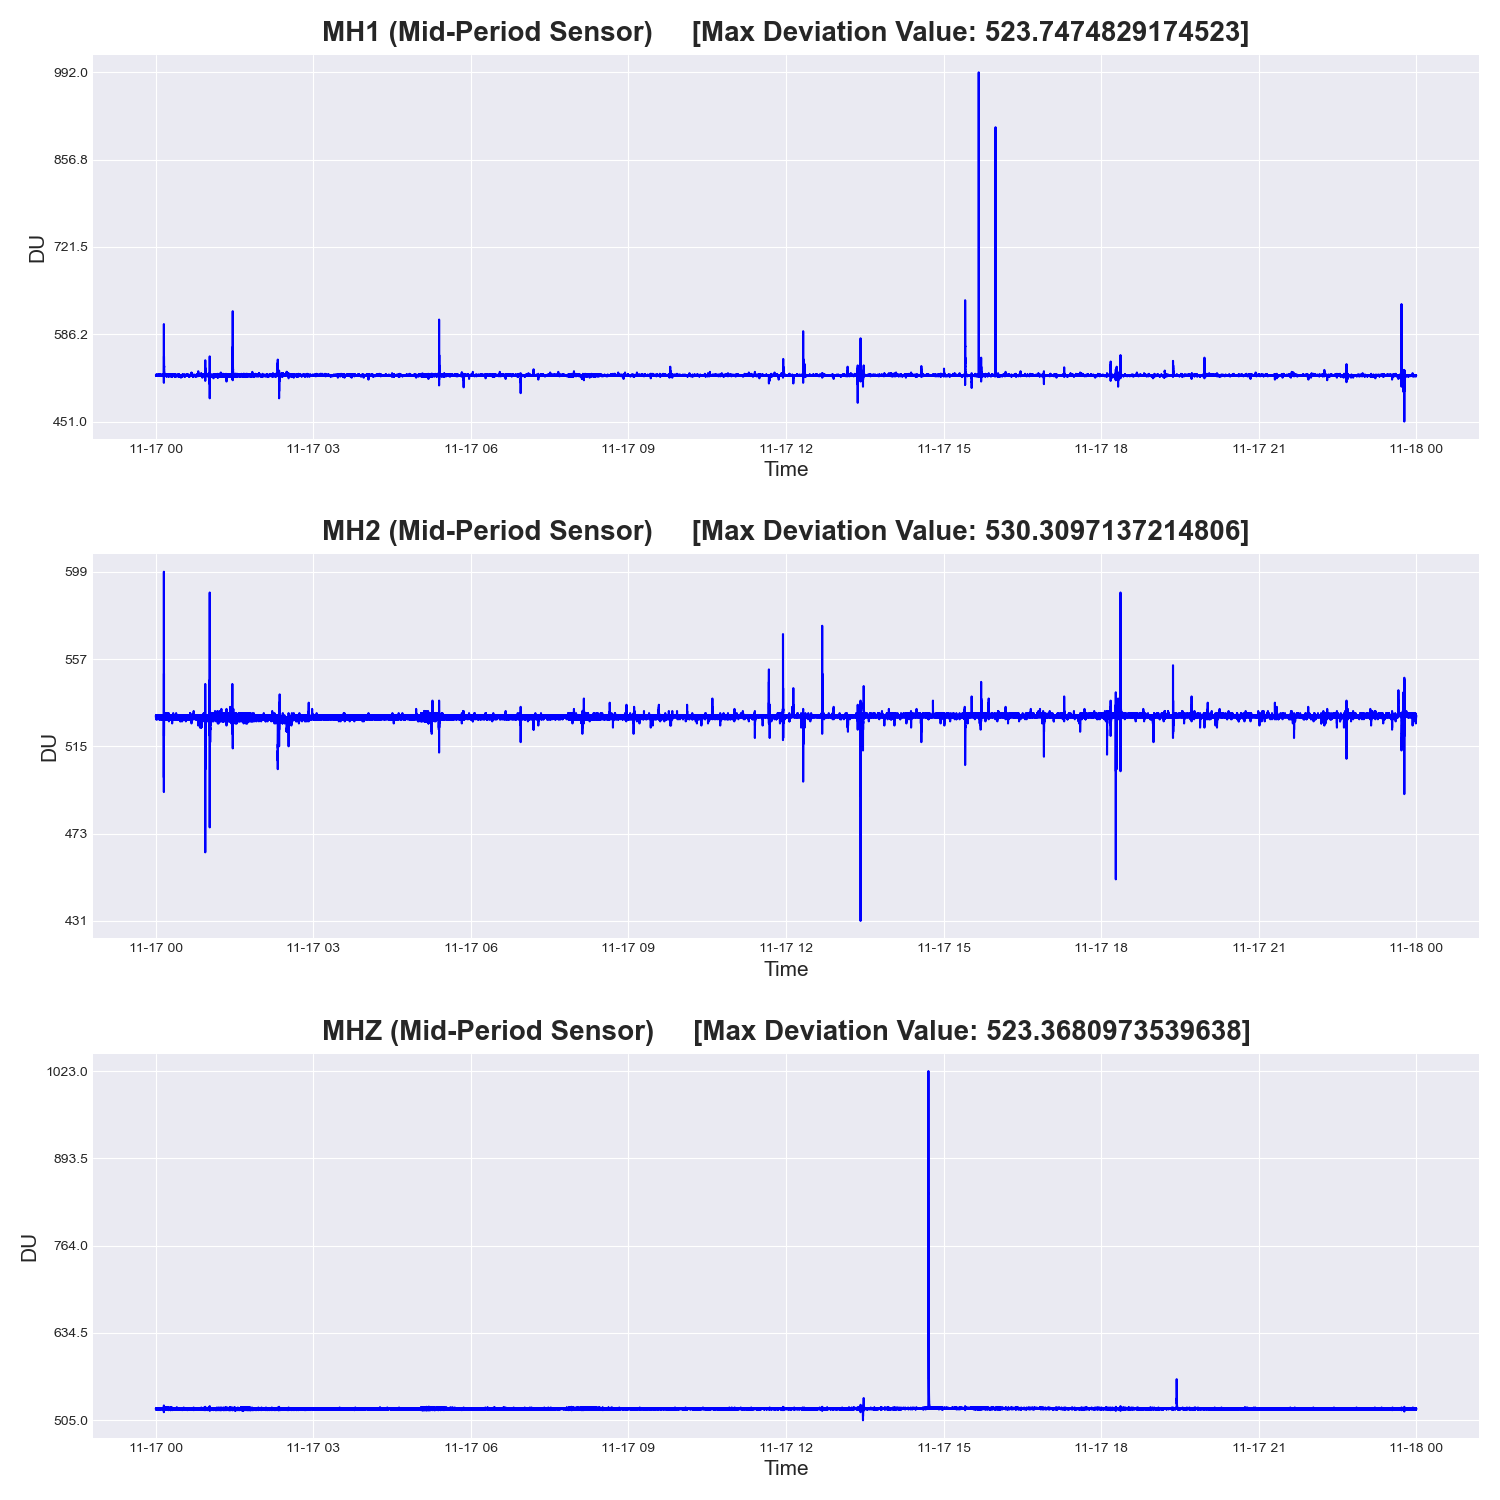 MH1 (Mid-Period Sensor) [Max Deviation Value: 523.7474829174523]
992.0
856.8
721.5
586.2
451.0
DU
11-17 00 11-17 03 11-17 06 11-17 09 11-17 12 11-17 15 11-17 18 11-17 21 11-18 00
Time
MH2 (Mid-Period Sensor) [Max Deviation Value: 530.3097137214806]
599
557
515
473
431
DU
11-17 00 11-17 03 11-17 06 11-17 09 11-17 12 11-17 15 11-17 18 11-17 21 11-18 00
Time
MHZ (Mid-Period Sensor) [Max Deviation Value: 523.3680973539638]
1023.0
893.5
764.0
634.5
505.0
DU
11-17 00 11-17 03 11-17 06 11-17 09 11-17 12 11-17 15 11-17 18 11-17 21 11-18 00
Time